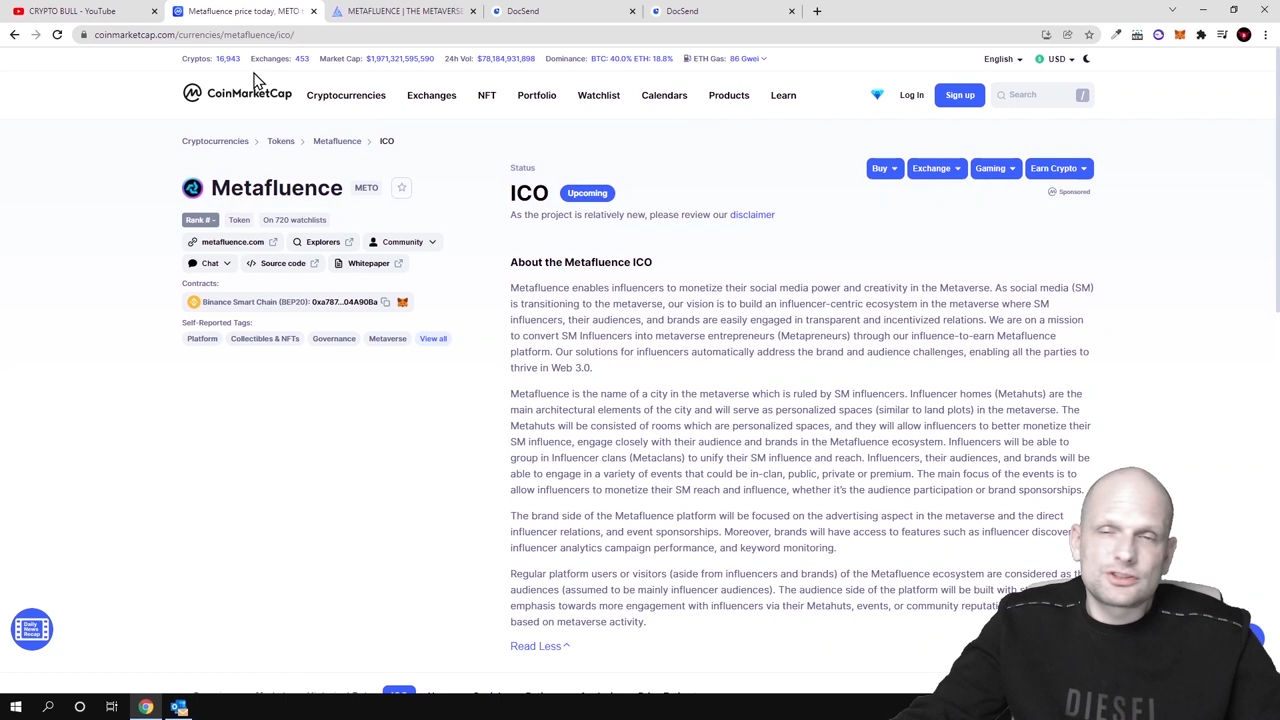 CRYPTO BULL - YouTube
Metafluence price today, METO
METAFLUENCE | THE METAVERSE
DocSend
DocSend
coinmarketcap.com/currencies/metafluence/ico/
Cryptos: 16,943 Exchanges: 453 Market Cap: $1,971,321,595,590 24h Vol: $78,184,931,898 Dominance: BTC: 40.0% ETH: 18.8% ETH Gas: 86 Gwei
English USD
CoinMarketCap
Cryptocurrencies Exchanges NFT Portfolio Watchlist Calendars Products Learn
Log In Sign up Search /
Cryptocurrencies > Tokens > Metafluence > ICO
Metafluence METO
Rank # - Token On 720 watchlists
metafluence.com Explorers Community
Chat Source code Whitepaper
Contracts:
Binance Smart Chain (BEP20): 0xa787...04A90Ba
Self-Reported Tags:
Platform Collectibles & NFTs Governance Metaverse View all
Status
ICO Upcoming
As the project is relatively new, please review our disclaimer
Buy Exchange Gaming Earn Crypto
Sponsored
About the Metafluence ICO
Metafluence enables influencers to monetize their social media power and creativity in the Metaverse. As social media (SM)
is transitioning to the metaverse, our vision is to build an influencer-centric ecosystem in the metaverse where SM
influencers, their audiences, and brands are easily engaged in transparent and incentivized relations. We are on a mission
to convert SM Influencers into metaverse entrepreneurs (Metapreneurs) through our influence-to-earn Metafluence
platform. Our solutions for influencers automatically address the brand and audience challenges, enabling all the parties to
thrive in Web 3.0.
Metafluence is the name of a city in the metaverse which is ruled by SM influencers. Influencer homes (Metahuts) are the
main architectural elements of the city and will serve as personalized spaces (similar to land plots) in the metaverse. The
Metahuts will be consisted of rooms which are personalized spaces, and they will allow influencers to better monetize their
SM influence, engage closely with their audience and brands in the Metafluence ecosystem. Influencers will be able to
group in Influencer clans (Metaclans) to unify their SM influence and reach. Influencers, their audiences, and brands will be
able to engage in a variety of events that could be in-clan, public, private or premium. The main focus of the events is to
allow influencers to monetize their SM reach and influence, whether it's the audience participation or brand sponsorships.
The brand side of the Metafluence platform will be focused on the advertising aspect in the metaverse and the direct
influencer relations, and event sponsorships. Moreover, brands will have access to features such as influencer discover
influencer analytics campaign performance, and keyword monitoring.
Regular platform users or visitors (aside from influencers and brands) of the Metafluence ecosystem are considered as
audiences (assumed to be mainly influencer audiences). The audience side of the platform will be built with
emphasis towards more engagement with influencers via their Metahuts, events, or community
based on metaverse activity.
Read Less
Daily
News
Recap
DIESEL